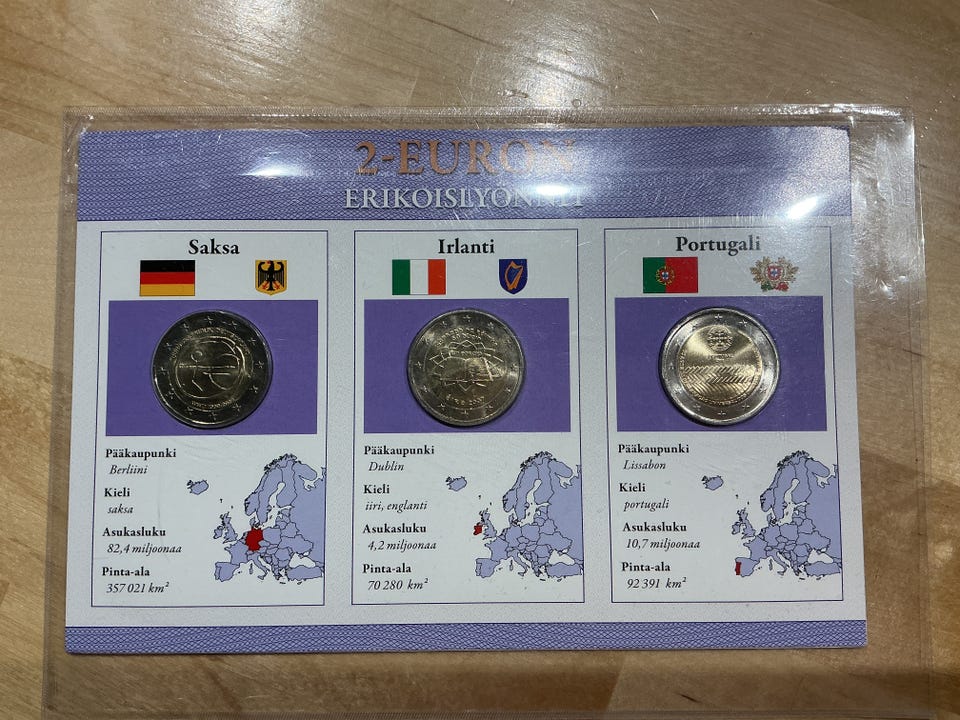 2-EURON
ERIKOISLYÖNNIT
Saksa
Pääkaupunki
Berliini
Kieli
saksa
Asukasluku
82,4 miljoonaa
Pinta-ala
357 021 km²
Irlanti
Pääkaupunki
Dublin
Kieli
iiri, englanti
Asukasluku
4,2 miljoonaa
Pinta-ala
70 280 km²
Portugali
Pääkaupunki
Lissabon
Kieli
portugali
Asukasluku
10,7 miljoonaa
Pinta-ala
92 391 km²